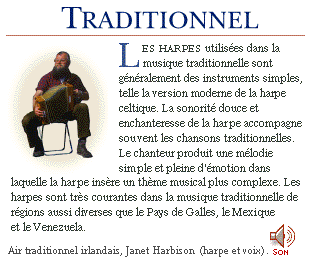 TRADITIONNEL
LES HARPES utilisées dans la
musique traditionnelle sont
généralement des instruments simples,
telle la version moderne de la harpe
celtique. La sonorité douce et
enchanteresse de la harpe accompagne
souvent les chansons traditionnelles.
Le chanteur produit une mélodie
simple et pleine d'émotion dans
laquelle la harpe insère un thème musical plus complexe. Les
harpes sont très courantes dans la musique traditionnelle de
régions aussi diverses que le Pays de Galles, le Mexique
et le Venezuela.
Air traditionnel irlandais, Janet Harbison (harpe et voix). SON